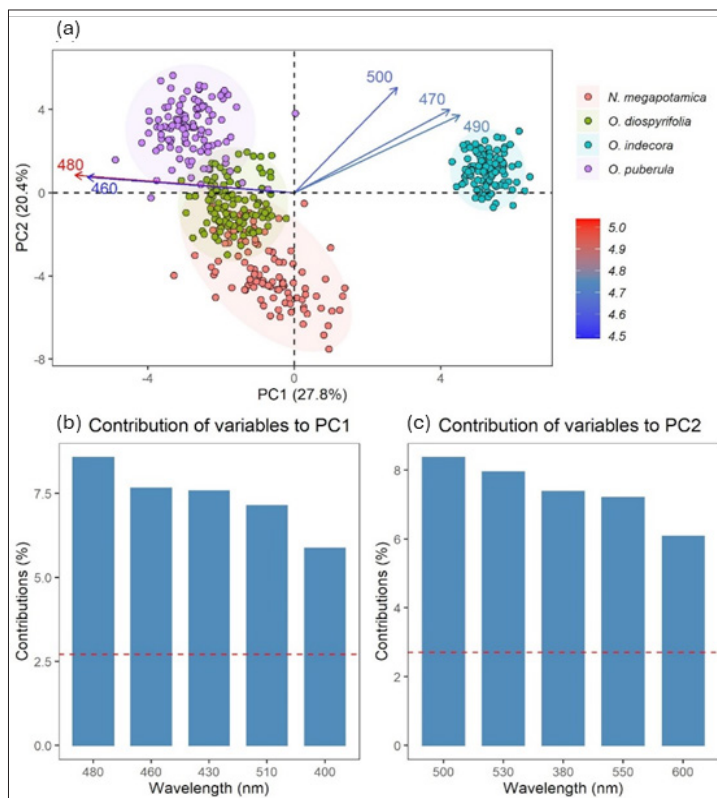 (a)
500
470
490
480
460
4
0
-4
-8
PC2 (20.4%)
-4
0
4
PC1 (27.8%)
N. megapotamica
O. diospyrifolia
O. indecora
O. puberula
5.0
4.9
4.8
4.7
4.6
4.5
(b) Contribution of variables to PC1
7.5
5.0
2.5
0.0
Contributions (%)
480 460 430 510 400
Wavelength (nm)
(c) Contribution of variables to PC2
8
6
4
2
0
Contributions (%)
500 530 380 550 600
Wavelength (nm)